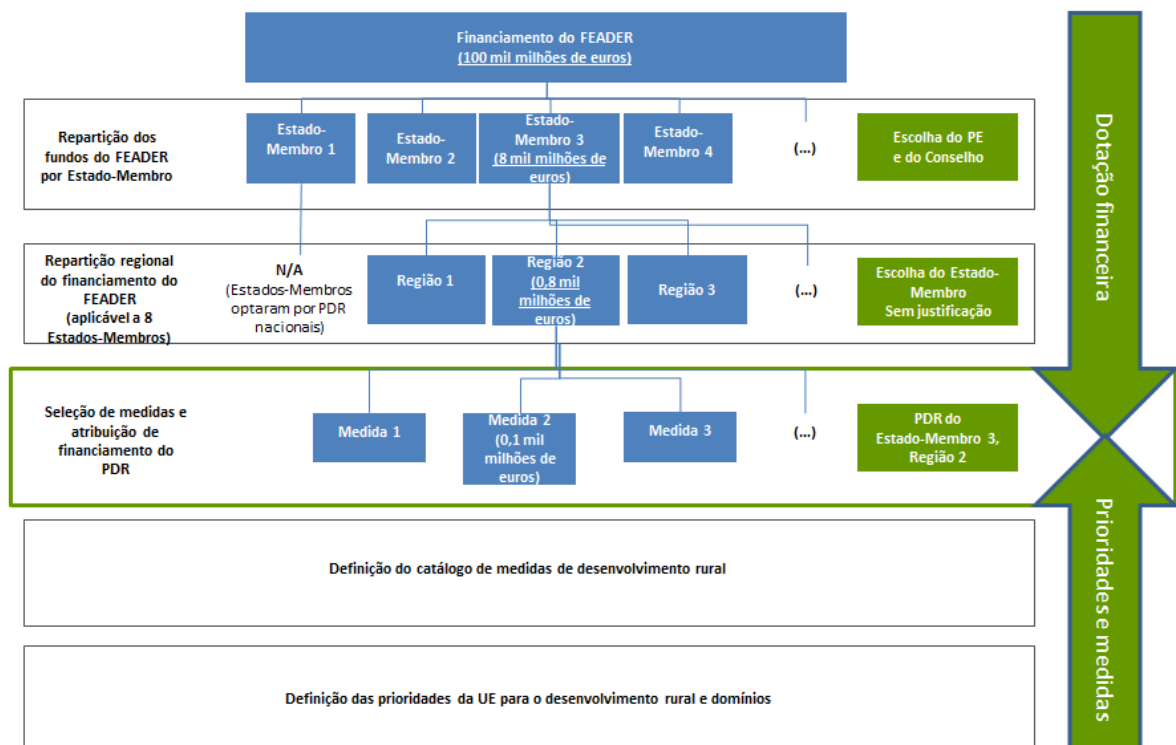 Financiamento do FEADER
(100 mil milhões de euros)
Repartição dos
fundos do FEADER
por Estado-Membro
Estado-
Membro 1
Estado-
Membro 2
Estado-
Membro 3
(8 mil milhões de
euros)
Estado-
Membro 4
(...)
Escolha do PE
e do Conselho
Repartição regional
do financiamento do
FEADER
(aplicável a 8
Estados-Membros)
N/A
(Estados-Membros
optaram por PDR
nacionais)
Região 1
Região 2
(0,8 mil
milhões de
euros)
Região 3
(...)
Escolha do Estado-
Membro
Sem justificação
Seleção de medidas e
atribuição de
financiamento do
PDR
Medida 1
Medida 2
(0,1 mil
milhões de
euros)
Medida 3
(...)
PDR do
Estado-Membro 3,
Região 2
Definição do catálogo de medidas de desenvolvimento rural
Definição das prioridades da UE para o desenvolvimento rural e domínios
Dotação financeira
Prioridades e medidas